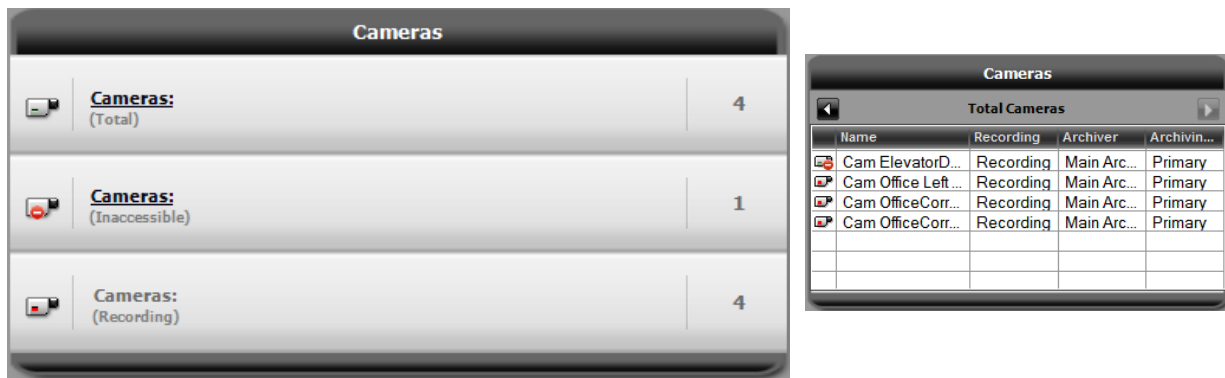 Cameras
Cameras:
(Total)
4
Cameras:
(Inaccessible)
1
Cameras:
(Recording)
4
Cameras
Total Cameras
Name Recording Archiver Archivin...
Cam ElevatorD... Recording Main Arc... Primary
Cam Office Left ... Recording Main Arc... Primary
Cam OfficeCorr... Recording Main Arc... Primary
Cam OfficeCorr... Recording Main Arc... Primary